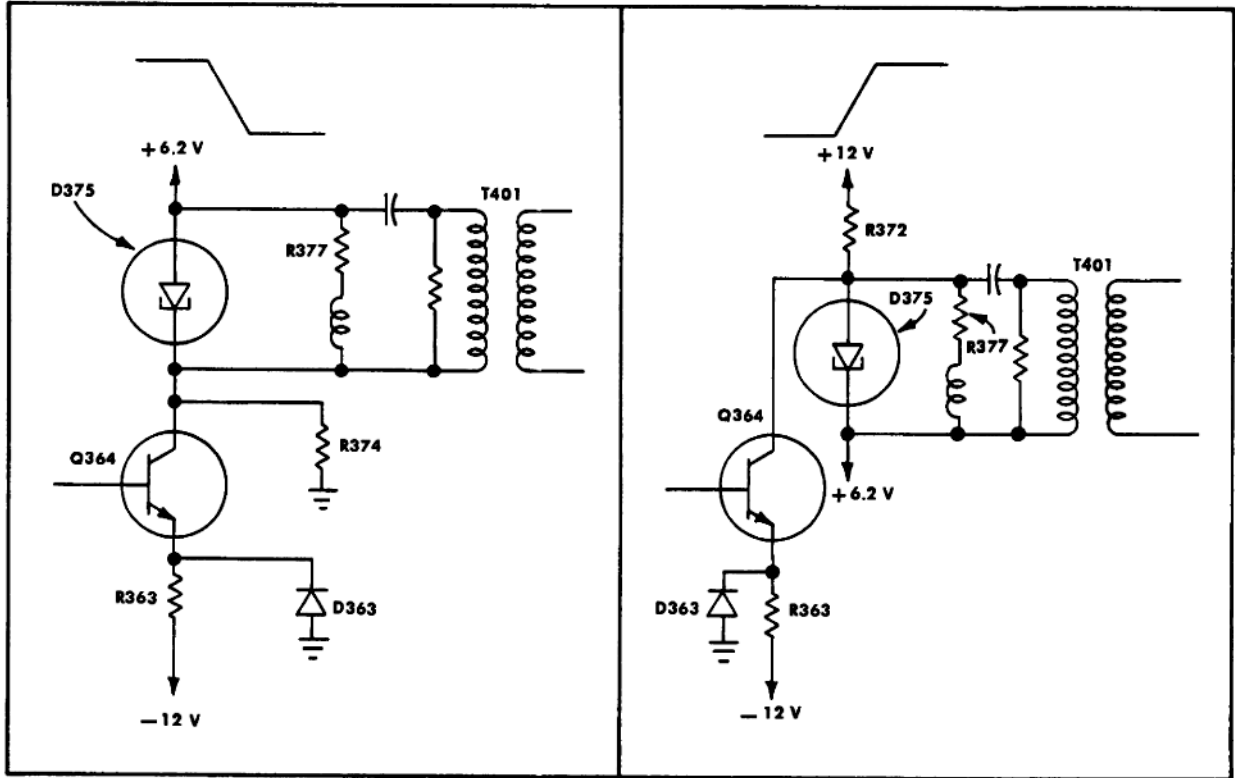 + 6.2 V
D375
T401
R377
Q364
R374
R363
D363
− 12 V
+ 12 V
R372
T401
D375
R377
Q364
+ 6.2 V
D363
R363
− 12 V